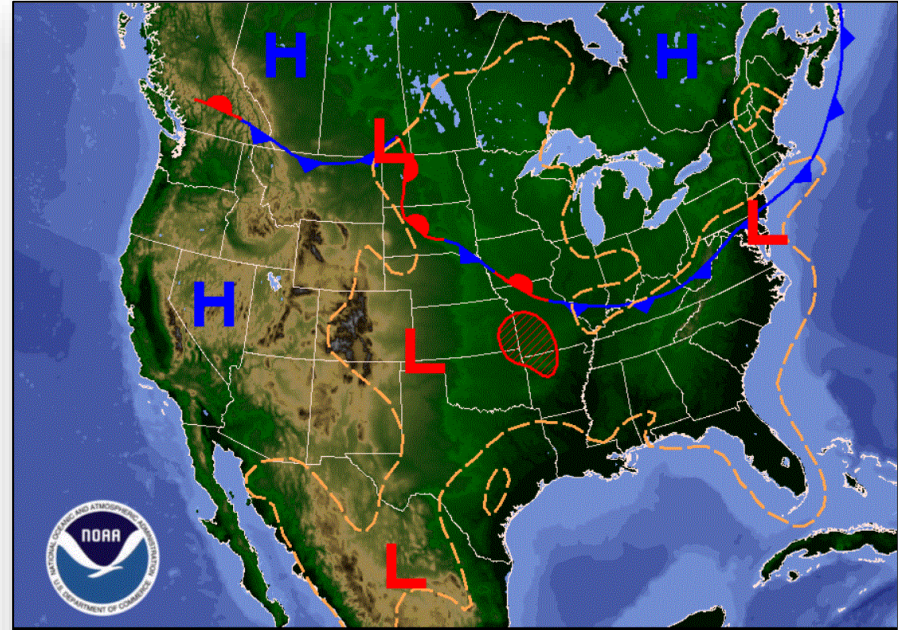 H
H
L
L
H
L
L
NATIONAL OCEANIC AND ATMOSPHERIC ADMINISTRATION
NOAA
U.S. DEPARTMENT OF COMMERCE